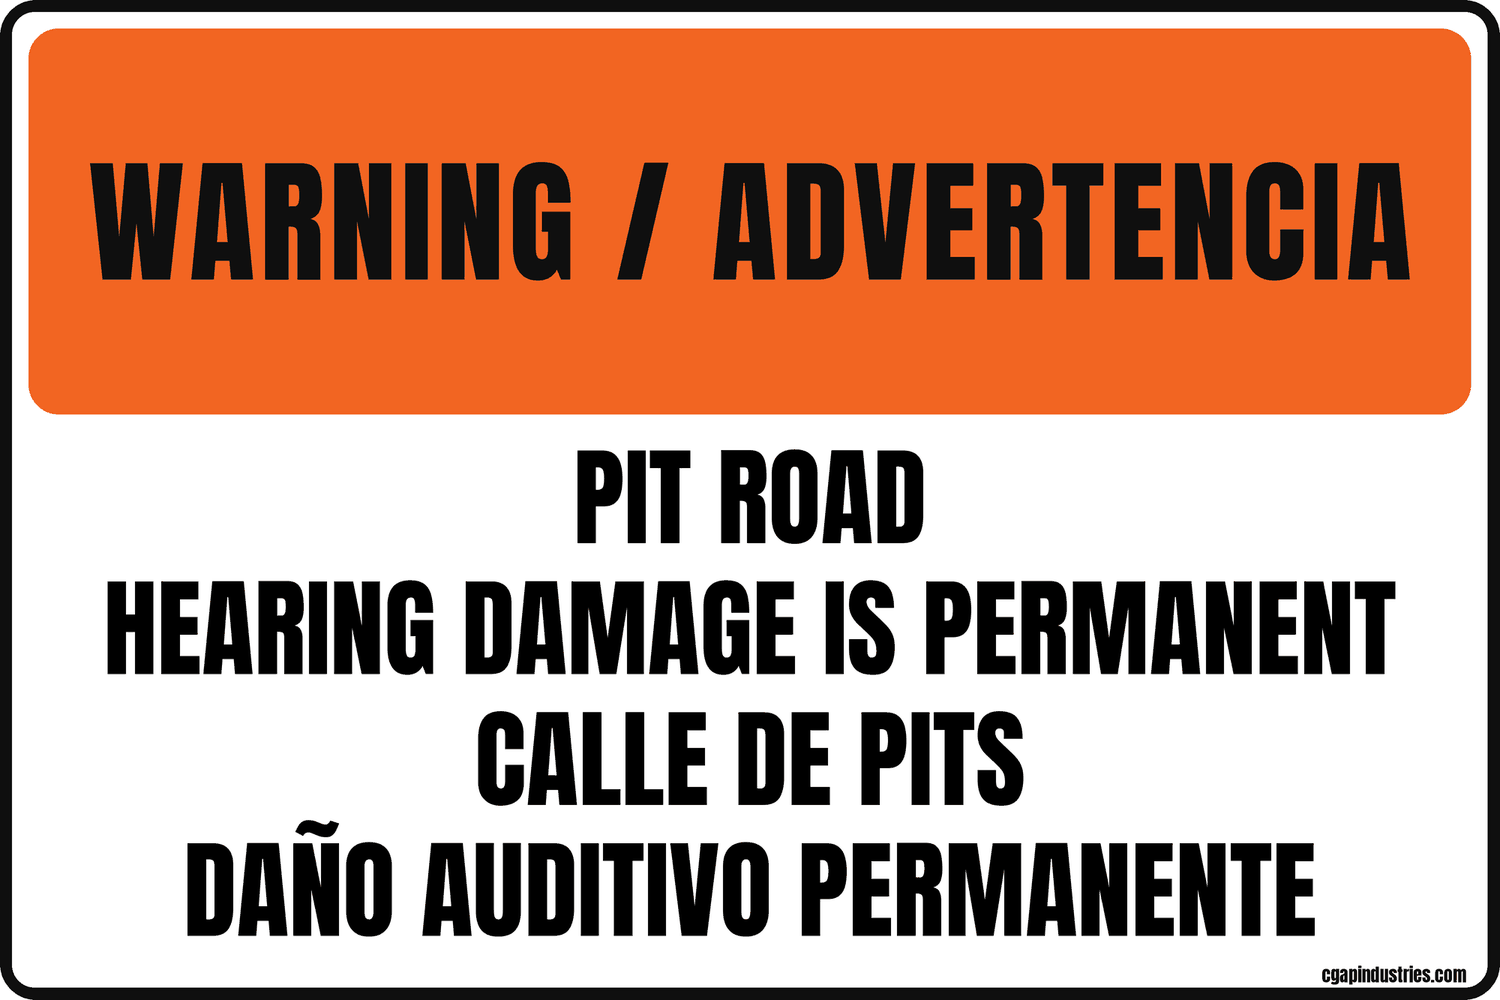 WARNING / ADVERTENCIA
PIT ROAD
HEARING DAMAGE IS PERMANENT
CALLE DE PITS
DAÑO AUDITIVO PERMANENTE
cgapindustries.com